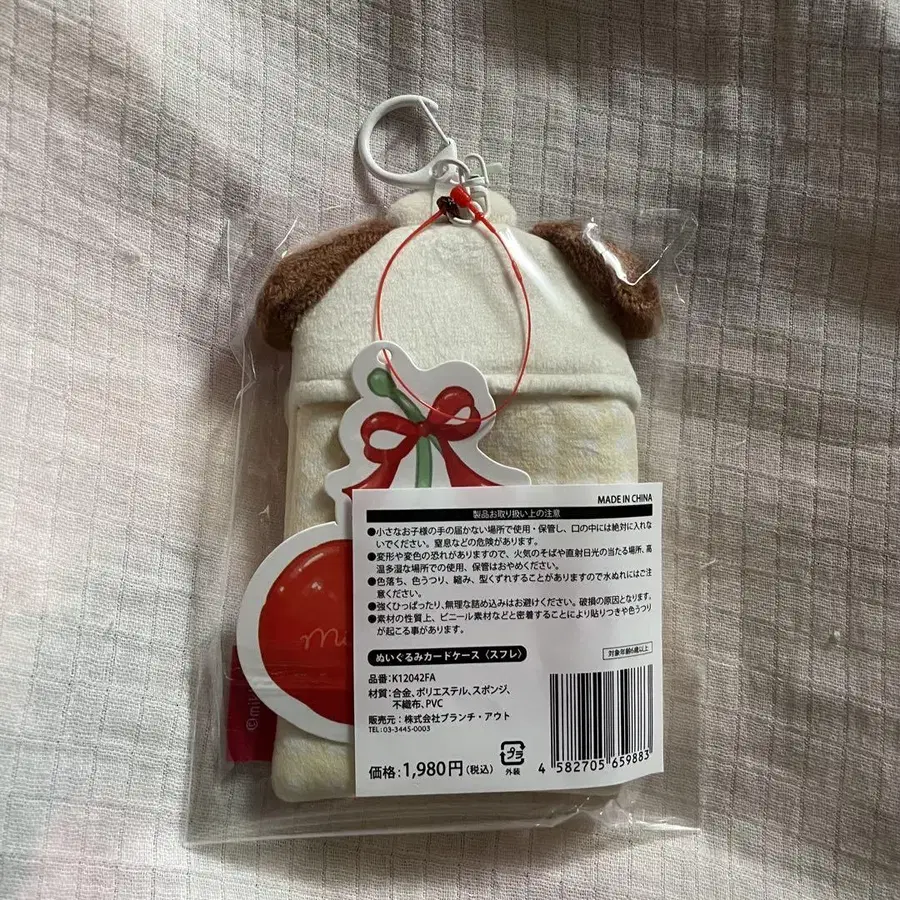 MADE IN CHINA
製品お取り扱い上の注意
●小さなお子様の手の届かない場所で使用・保管し、口の中には絶対に入れな
いでください。窒息などの危険があります。
●変形や変色の恐れがありますので、火気のそばや直射日光の当たる場所、高
温多湿な場所での使用、保管はおやめください。
●色落ち、色うつり、縮み、型くずれすることがありますので水ぬれにはご注
意ください。
●強くひっぱったり、無理な詰め込みはお避けください。破損の原因となります。
●素材の性質上、ビニール素材などと密着することにより貼りつきや色うつり
が起こる事があります。
ぬいぐるみカードケース〈スフレ〉
対象年齢6歳以上
品番：K12042FA
材質：合金、ポリエステル、スポンジ、
不織布、PVC
販売元：株式会社ブランチ・アウト
TEL：03-3445-0003
価格：1,980円（税込）
プラ
外装
4 582705 659883